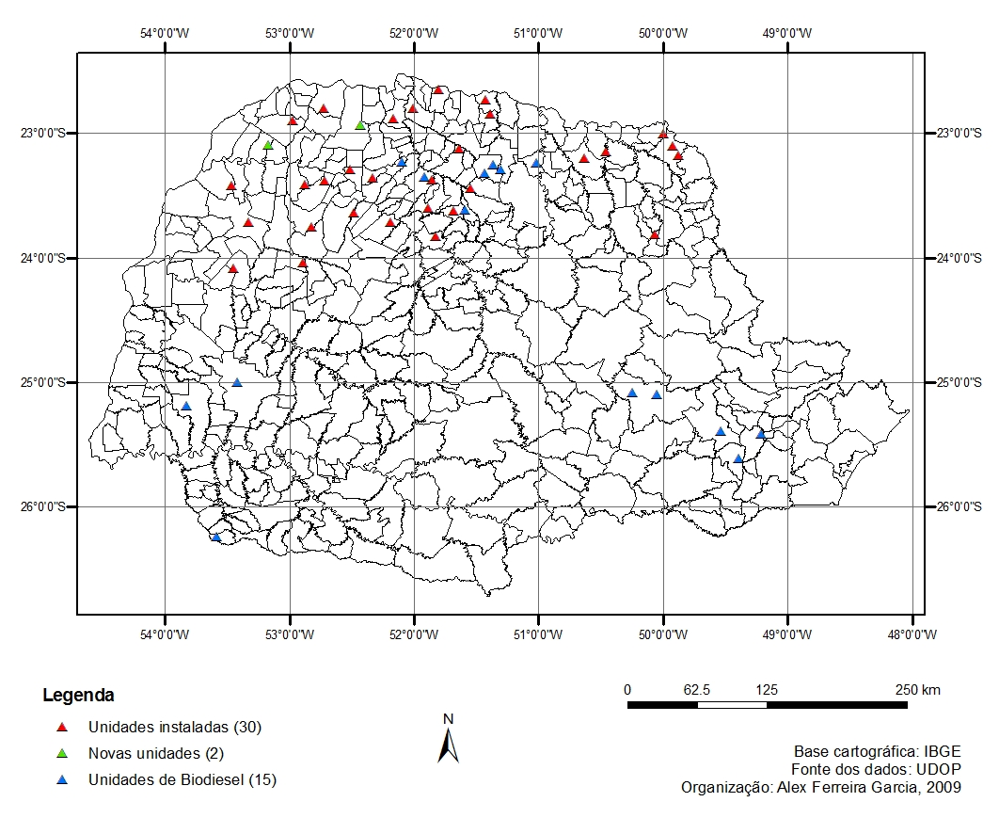 54°0'0"W 53°0'0"W 52°0'0"W 51°0'0"W 50°0'0"W 49°0'0"W
23°0'0"S 23°0'0"S
24°0'0"S 24°0'0"S
25°0'0"S 25°0'0"S
26°0'0"S 26°0'0"S
54°0'0"W 53°0'0"W 52°0'0"W 51°0'0"W 50°0'0"W 49°0'0"W 48°0'0"W
Legenda
Unidades instaladas (30)
Novas unidades (2)
Unidades de Biodiesel (15)
N
0 62.5 125 250 km
Base cartográfica: IBGE
Fonte dos dados: UDOP
Organização: Alex Ferreira Garcia, 2009